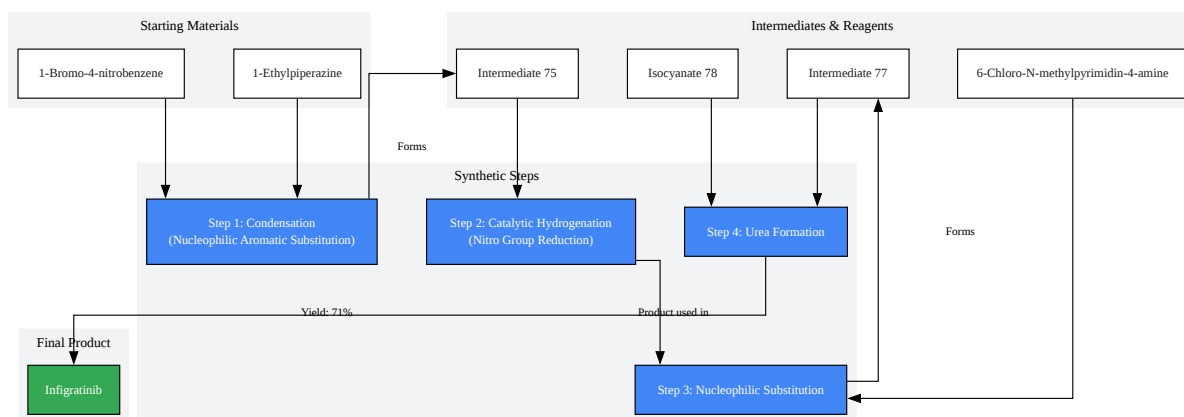 Starting Materials
Intermediates & Reagents
1-Bromo-4-nitrobenzene
1-Ethylpiperazine
Intermediate 75
Isocyanate 78
Intermediate 77
6-Chloro-N-methylpyrimidin-4-amine
Forms
Synthetic Steps
Step 1: Condensation
(Nucleophilic Aromatic Substitution)
Step 2: Catalytic Hydrogenation
(Nitro Group Reduction)
Step 4: Urea Formation
Forms
Yield: 71%
Product used in
Final Product
Infigratinib
Step 3: Nucleophilic Substitution